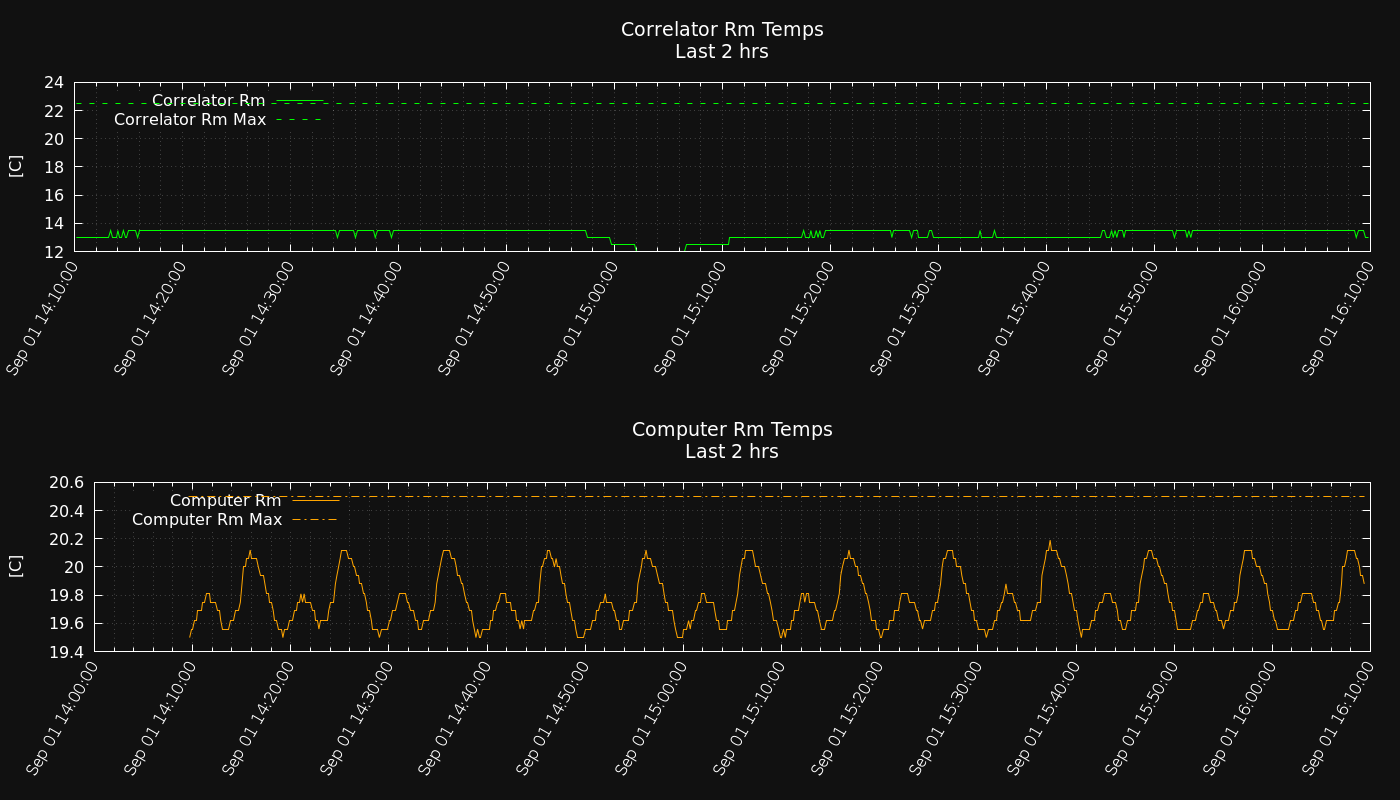 Correlator Rm Temps
Last 2 hrs
24
22
20
18
16
14
12
[C]
Correlator Rm
Correlator Rm Max
Sep 01 14:10:00
Sep 01 14:20:00
Sep 01 14:30:00
Sep 01 14:40:00
Sep 01 14:50:00
Sep 01 15:00:00
Sep 01 15:10:00
Sep 01 15:20:00
Sep 01 15:30:00
Sep 01 15:40:00
Sep 01 15:50:00
Sep 01 16:00:00
Sep 01 16:10:00
Computer Rm Temps
Last 2 hrs
20.6
20.4
20.2
20
19.8
19.6
19.4
[C]
Computer Rm
Computer Rm Max
Sep 01 14:00:00
Sep 01 14:10:00
Sep 01 14:20:00
Sep 01 14:30:00
Sep 01 14:40:00
Sep 01 14:50:00
Sep 01 15:00:00
Sep 01 15:10:00
Sep 01 15:20:00
Sep 01 15:30:00
Sep 01 15:40:00
Sep 01 15:50:00
Sep 01 16:00:00
Sep 01 16:10:00